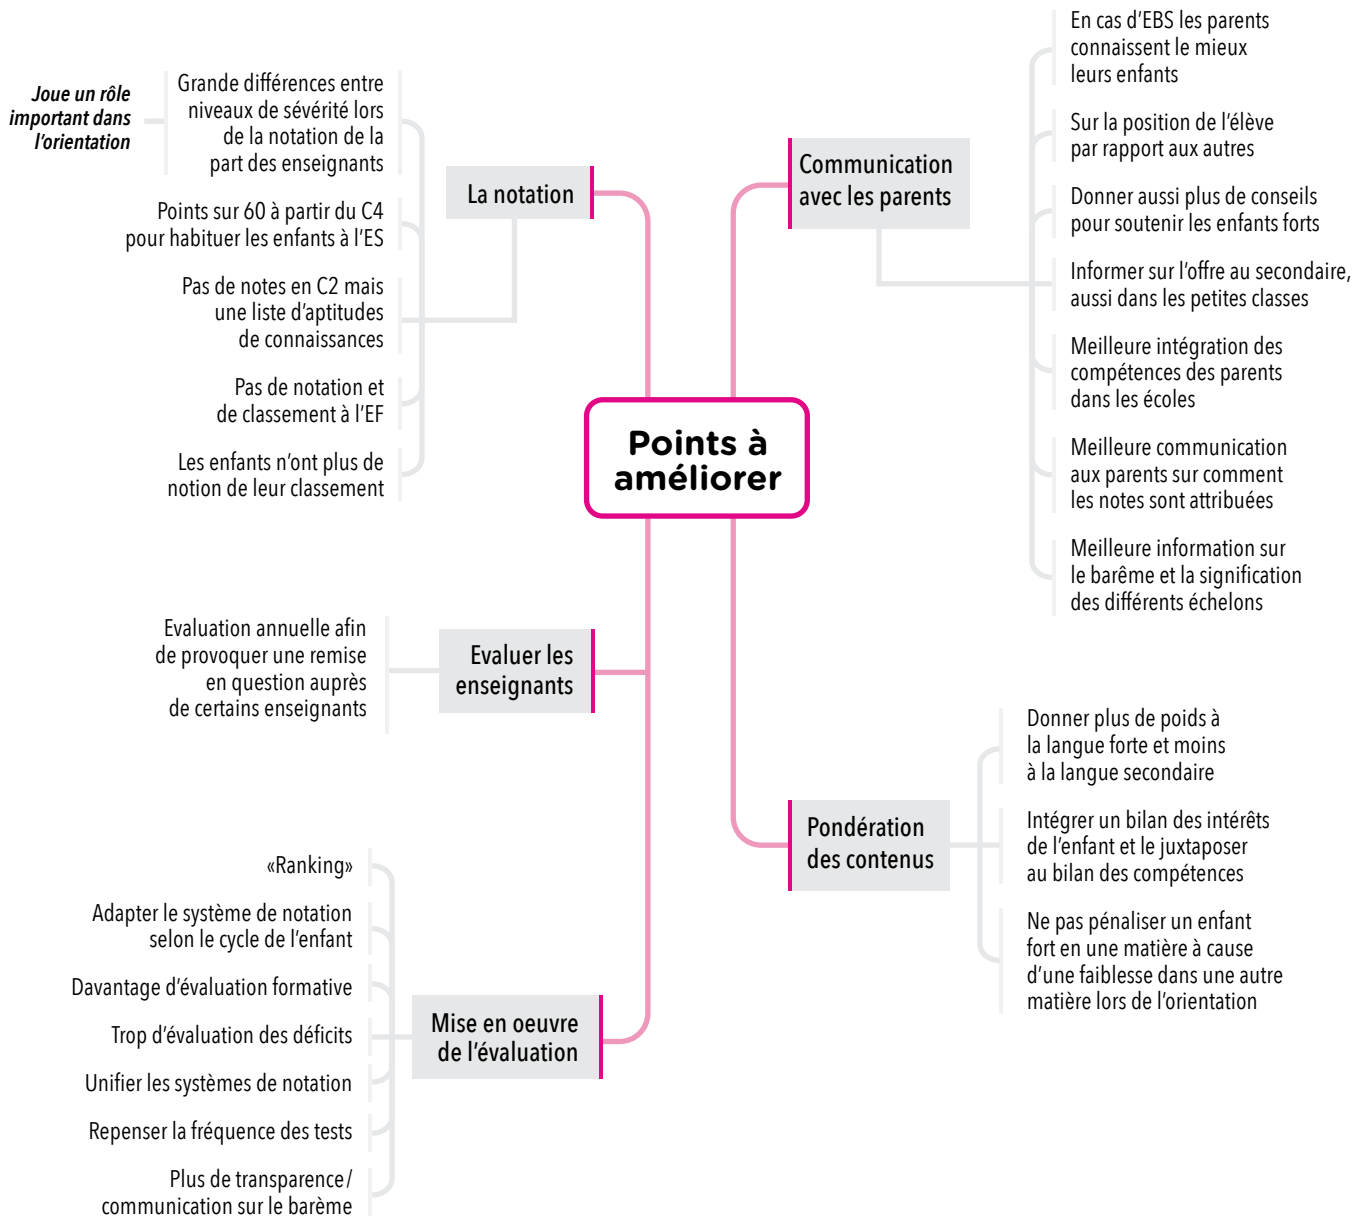 Joue un rôle
important dans
l'orientation
Grande différences entre
niveaux de sévérité lors
de la notation de la
part des enseignants
Points sur 60 à partir du C4
pour habituer les enfants à l'ES
Pas de notes en C2 mais
une liste d'aptitudes
de connaissances
Pas de notation et
de classement à l'EF
Les enfants n'ont plus de
notion de leur classement
La notation
Evaluation annuelle afin
de provoquer une remise
en question auprès
de certains enseignants
Evaluer les
enseignants
«Ranking»
Adapter le système de notation
selon le cycle de l'enfant
Davantage d'évaluation formative
Trop d'évaluation des déficits
Unifier les systèmes de notation
Repenser la fréquence des tests
Plus de transparence/
communication sur le barème
Mise en oeuvre
de l'évaluation
Points à
améliorer
Communication
avec les parents
En cas d'EBS les parents
connaissent le mieux
leurs enfants
Sur la position de l'élève
par rapport aux autres
Donner aussi plus de conseils
pour soutenir les enfants forts
Informer sur l'offre au secondaire,
aussi dans les petites classes
Meilleure intégration des
compétences des parents
dans les écoles
Meilleure communication
aux parents sur comment
les notes sont attribuées
Meilleure information sur
le barême et la signification
des différents échelons
Pondération
des contenus
Donner plus de poids à
la langue forte et moins
à la langue secondaire
Intégrer un bilan des intérêts
de l'enfant et le juxtaposer
au bilan des compétences
Ne pas pénaliser un enfant
fort en une matière à cause
d'une faiblesse dans une autre
matière lors de l'orientation